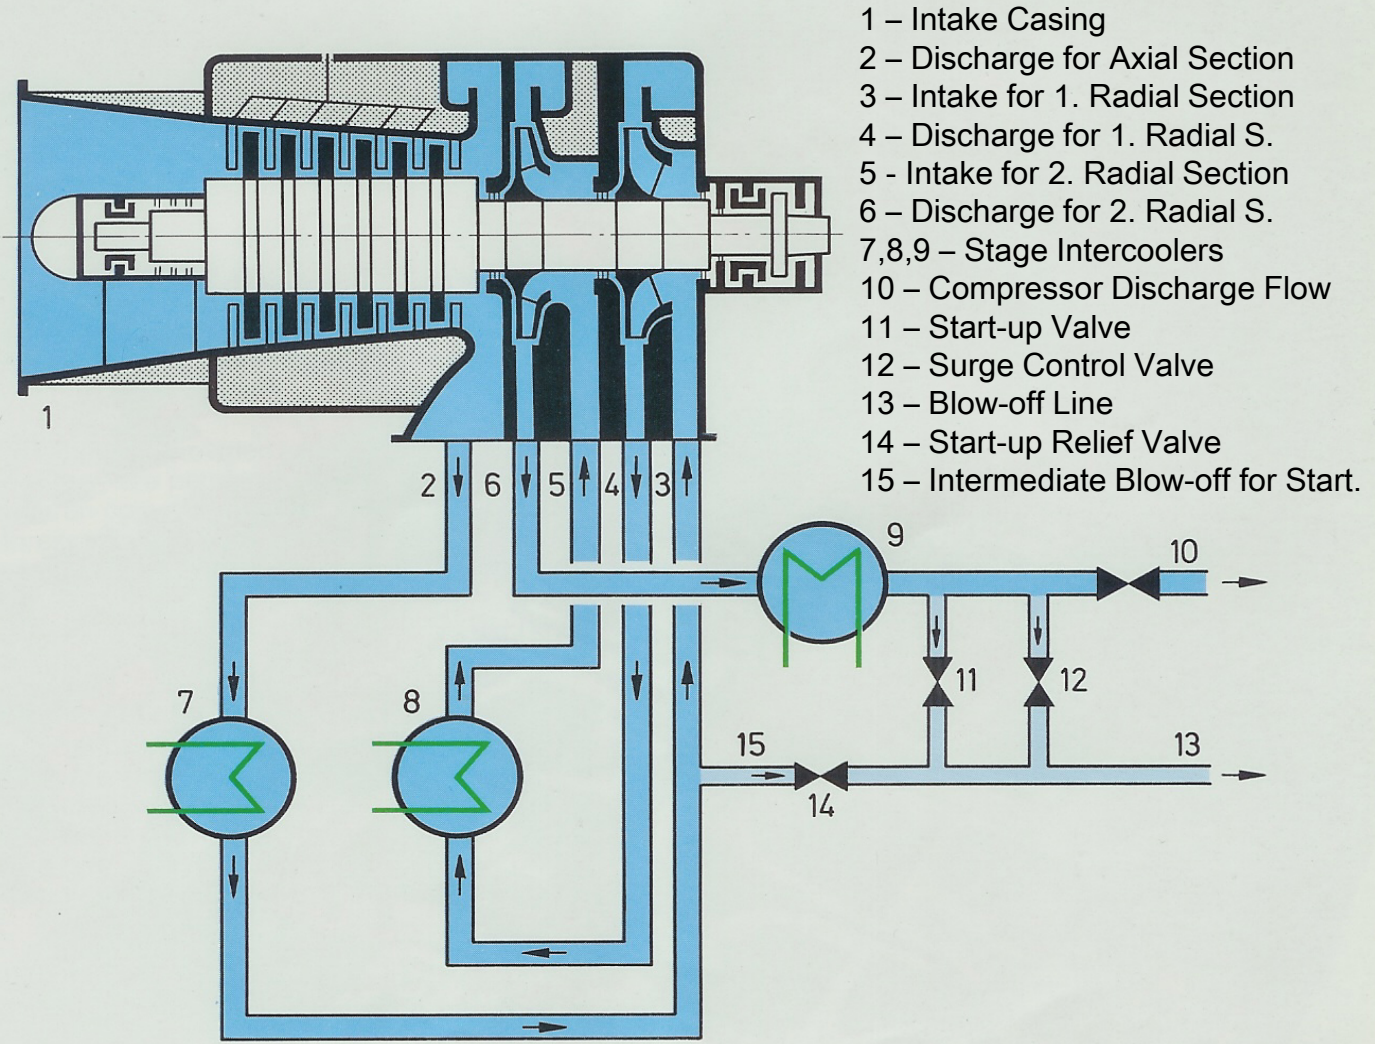 1 – Intake Casing
2 – Discharge for Axial Section
3 – Intake for 1. Radial Section
4 – Discharge for 1. Radial S.
5 - Intake for 2. Radial Section
6 – Discharge for 2. Radial S.
7,8,9 – Stage Intercoolers
10 – Compressor Discharge Flow
11 – Start-up Valve
12 – Surge Control Valve
13 – Blow-off Line
14 – Start-up Relief Valve
15 – Intermediate Blow-off for Start.
1
2 6 5 4 3
9
10
11 12
7 8
15 13
14